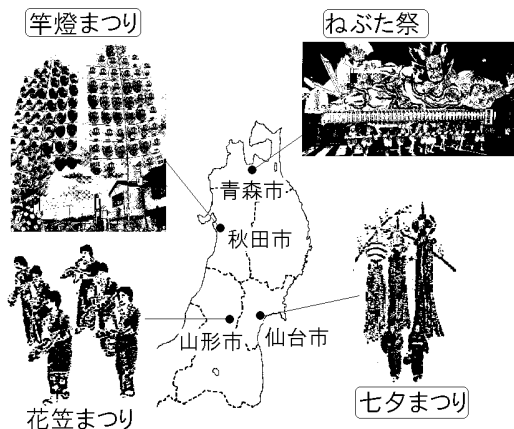 竿燈まつり
ねぶた祭
青森市
秋田市
山形市
仙台市
花笠まつり
七夕まつり